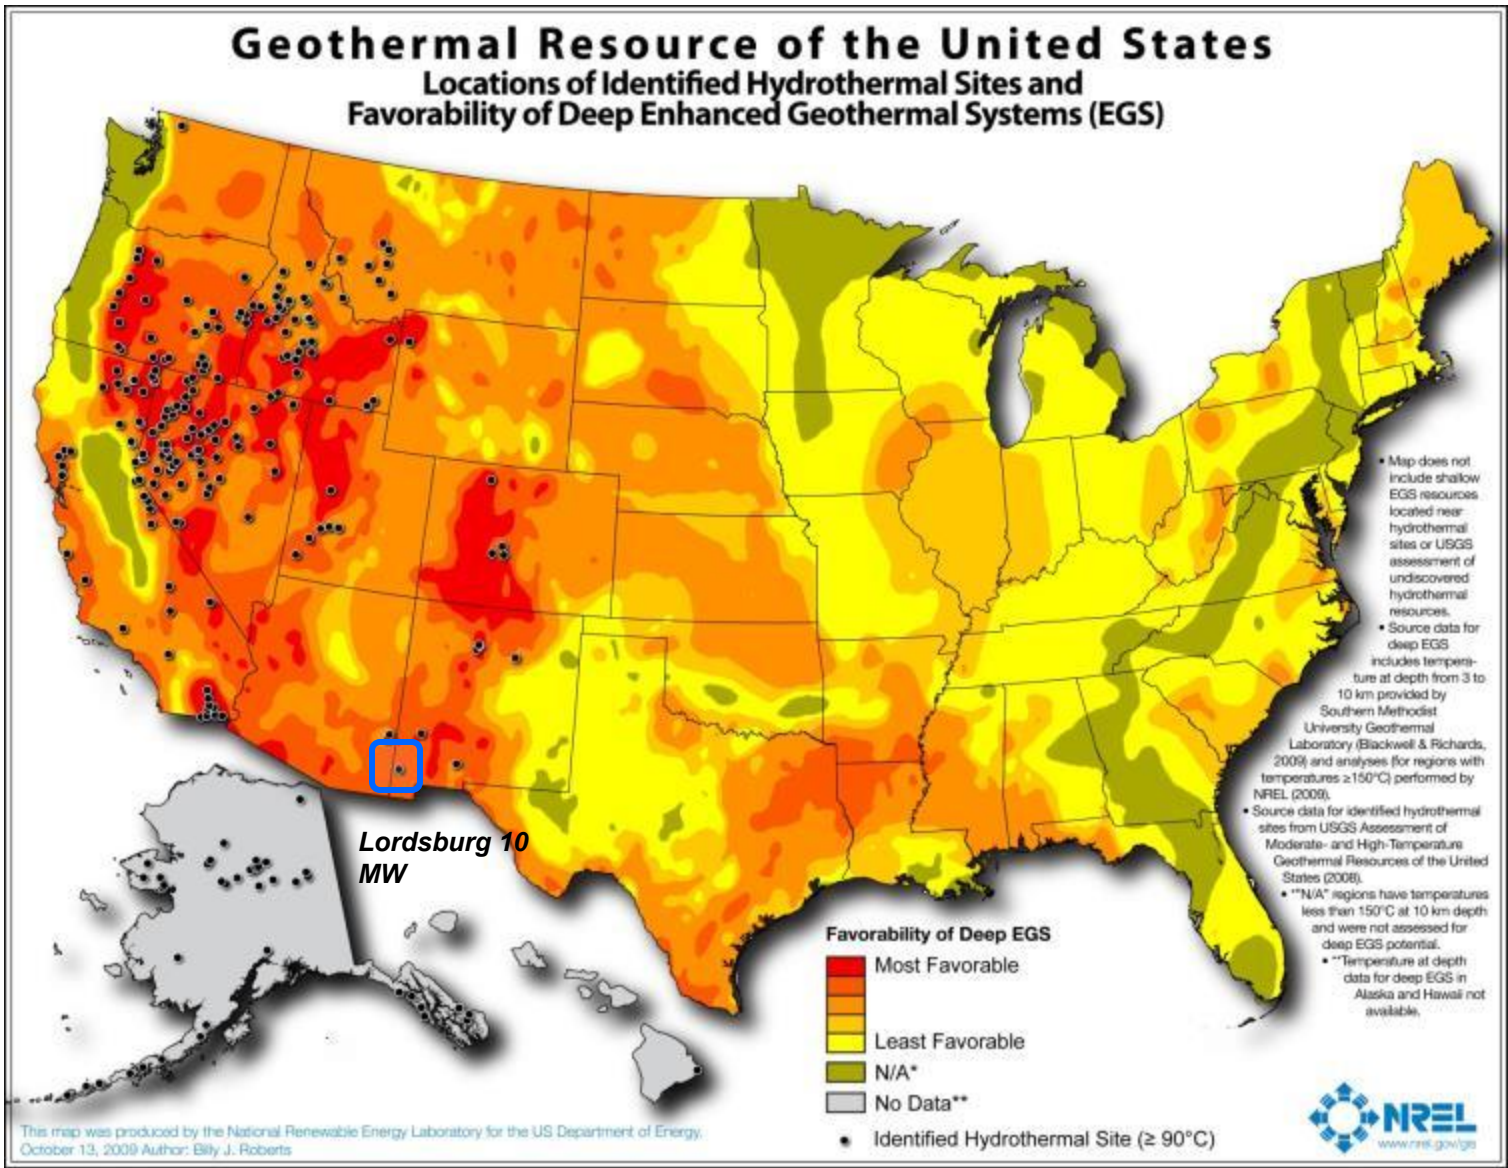 Geothermal Resource of the United States
Locations of Identified Hydrothermal Sites and
Favorability of Deep Enhanced Geothermal Systems (EGS)
• Map does not
include shallow
EGS resources
located near
hydrothermal
sites or USGS
assessment of
undiscovered
hydrothermal
resources.
• Source data for
deep EGS
includes tempera-
ture at depth from 3 to
10 km provided by
Southern Methodist
University Geothermal
Laboratory (Blackwell & Richards,
2009) and analyses (for regions with
temperatures ≥150°C) performed by
NREL (2009).
• Source data for identified hydrothermal
sites from USGS Assessment of
Moderate- and High-Temperature
Geothermal Resources of the United
States (2008).
• *"N/A" regions have temperatures
less than 150°C at 10 km depth
and were not assessed for
deep EGS potential.
• **Temperature at depth
data for deep EGS in
Alaska and Hawaii not
available.
Lordsburg 10
MW
Favorability of Deep EGS
Most Favorable
Least Favorable
N/A*
No Data**
Identified Hydrothermal Site (≥ 90°C)
This map was produced by the National Renewable Energy Laboratory for the US Department of Energy.
October 13, 2009 Author: Billy J. Roberts
NREL
www.nrel.gov/gis